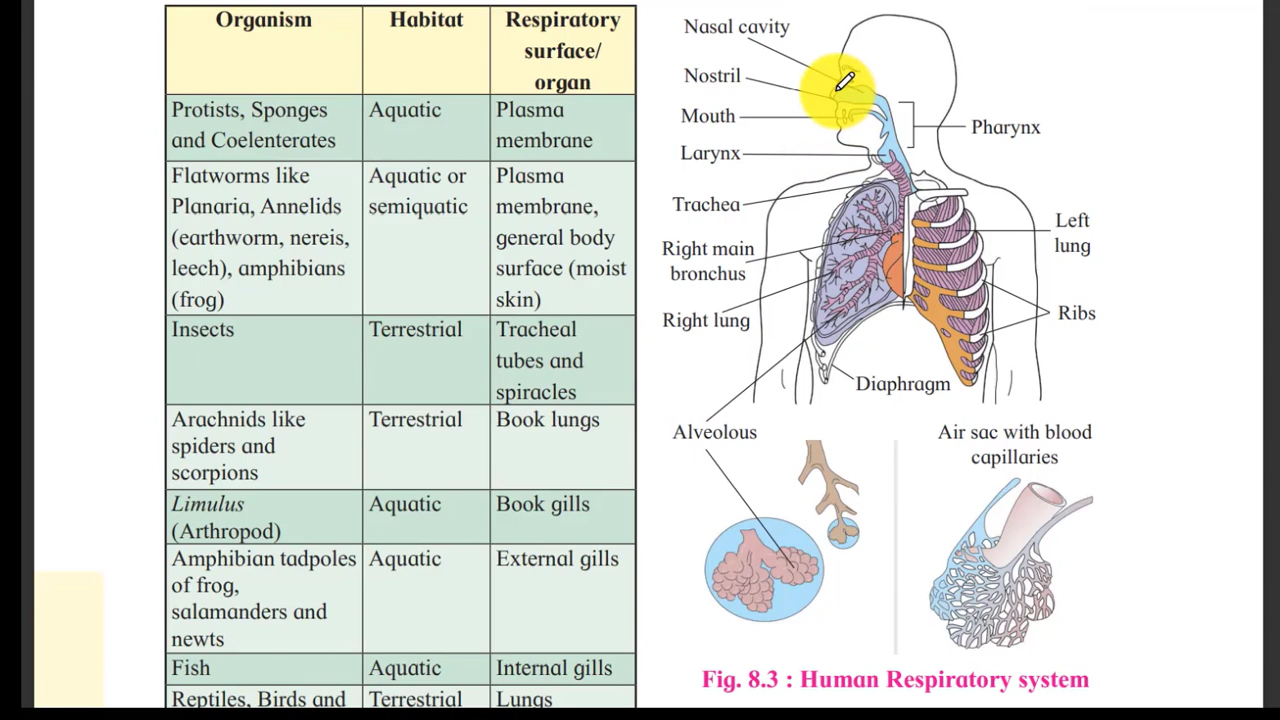 Organism Habitat Respiratory
surface/
organ
Protists, Sponges Aquatic Plasma
and Coelenterates membrane
Flatworms like Aquatic or Plasma
Planaria, Annelids semiquatic membrane,
(earthworm, nereis, general body
leech), amphibians surface (moist
(frog) skin)
Insects Terrestrial Tracheal
tubes and
spiracles
Arachnids like Terrestrial Book lungs
spiders and
scorpions
Limulus Aquatic Book gills
(Arthropod)
Amphibian tadpoles Aquatic External gills
of frog,
salamanders and
newts
Fish Aquatic Internal gills
Reptiles, Birds and Terrestrial Lungs
Nasal cavity
Nostril
Mouth
Pharynx
Larynx
Trachea
Left
lung
Right main
bronchus
Ribs
Right lung
Diaphragm
Alveolous
Air sac with blood
capillaries
Fig. 8.3 : Human Respiratory system